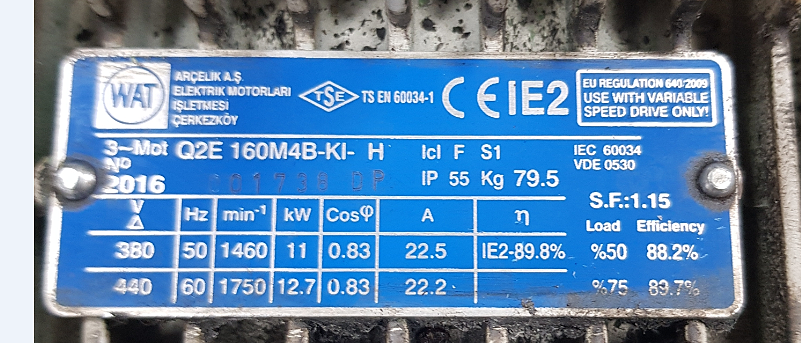 WAT
ARÇELİK A.Ş.
ELEKTRİK MOTORLARI
İŞLETMESİ
ÇERKEZKÖY
TSE
TS EN 60034-1
CE IE2
EU REGULATION 640/2009
USE WITH VARIABLE
SPEED DRIVE ONLY!
3~Mot Q2E 160M4B-KI- H Icl F S1
IEC 60034
VDE 0530
No
2016 001738 DP IP 55 Kg 79.5
S.F.:1.15
V Δ Hz min⁻¹ kW Cosφ A η
Load Efficiency
380 50 1460 11 0.83 22.5 IE2-89.8%
%50 88.2%
440 60 1750 12.7 0.83 22.2
%75 89.7%